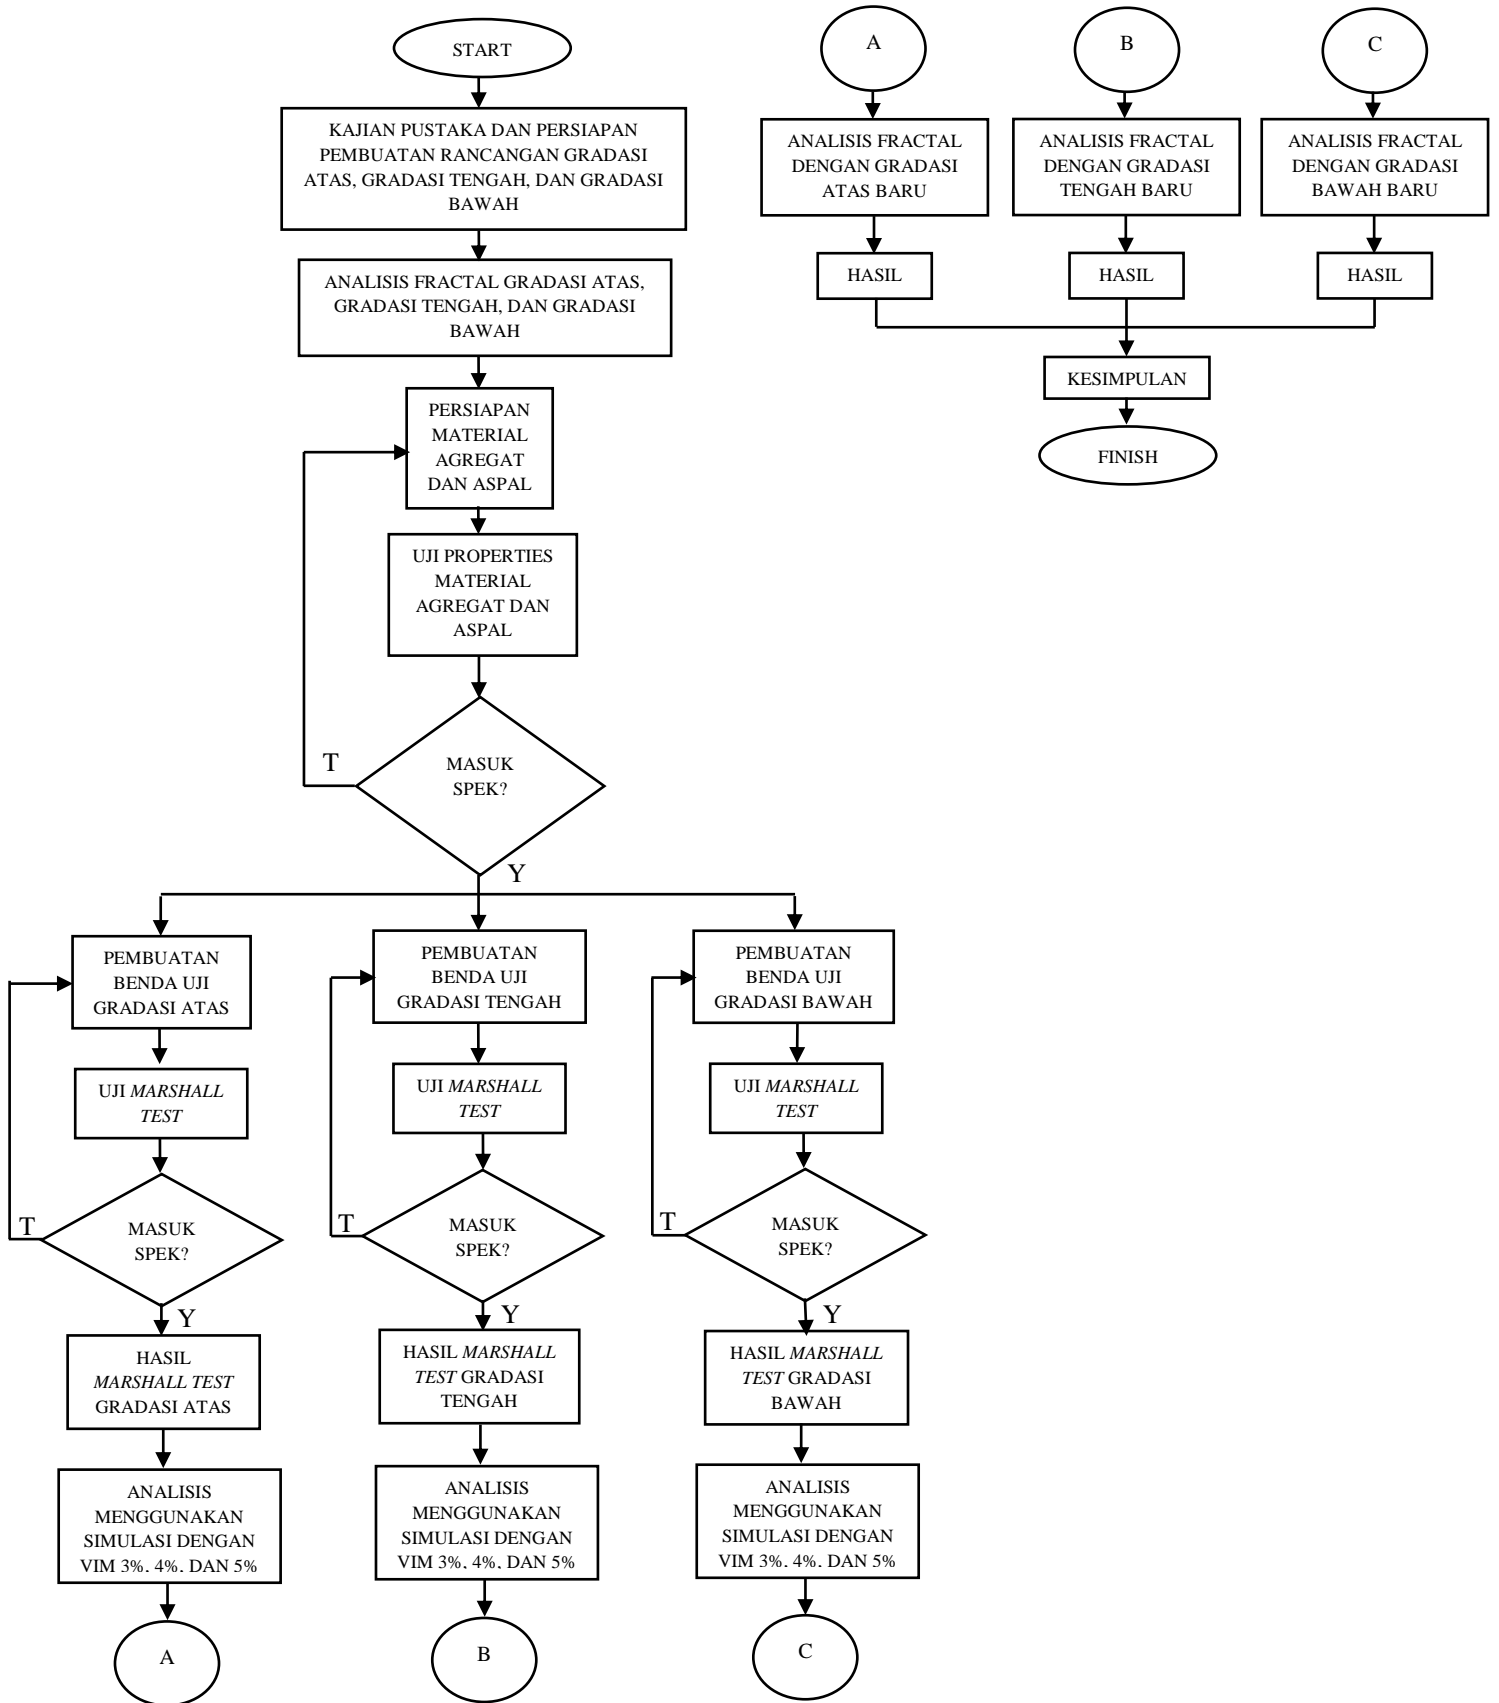 START
KAJIAN PUSTAKA DAN PERSIAPAN
PEMBUATAN RANCANGAN GRADASI
ATAS, GRADASI TENGAH, DAN GRADASI
BAWAH
ANALISIS FRACTAL GRADASI ATAS,
GRADASI TENGAH, DAN GRADASI
BAWAH
PERSIAPAN
MATERIAL
AGREGAT
DAN ASPAL
UJI PROPERTIES
MATERIAL
AGREGAT DAN
ASPAL
T
MASUK
SPEK?
Y
PEMBUATAN
BENDA UJI
GRADASI ATAS
UJI MARSHALL
TEST
T
MASUK
SPEK?
Y
HASIL
MARSHALL TEST
GRADASI ATAS
ANALISIS
MENGGUNAKAN
SIMULASI DENGAN
VIM 3%, 4%, DAN 5%
A
PEMBUATAN
BENDA UJI
GRADASI TENGAH
UJI MARSHALL
TEST
T
MASUK
SPEK?
Y
HASIL MARSHALL
TEST GRADASI
TENGAH
ANALISIS
MENGGUNAKAN
SIMULASI DENGAN
VIM 3%, 4%, DAN 5%
B
PEMBUATAN
BENDA UJI
GRADASI BAWAH
UJI MARSHALL
TEST
T
MASUK
SPEK?
Y
HASIL MARSHALL
TEST GRADASI
BAWAH
ANALISIS
MENGGUNAKAN
SIMULASI DENGAN
VIM 3%, 4%, DAN 5%
C
A
ANALISIS FRACTAL
DENGAN GRADASI
ATAS BARU
HASIL
B
ANALISIS FRACTAL
DENGAN GRADASI
TENGAH BARU
HASIL
C
ANALISIS FRACTAL
DENGAN GRADASI
BAWAH BARU
HASIL
KESIMPULAN
FINISH